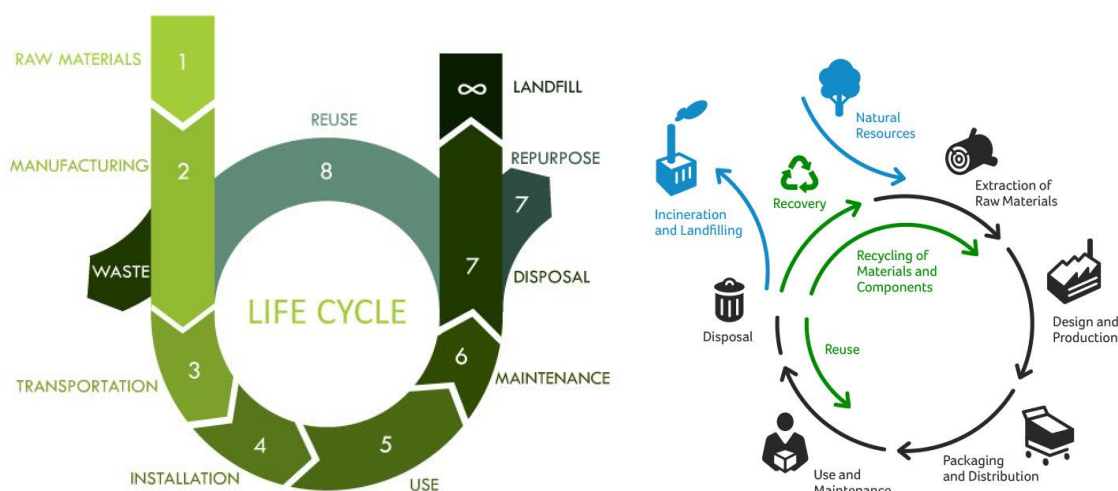 RAW MATERIALS
1
MANUFACTURING
2
WASTE
TRANSPORTATION
3
INSTALLATION
4
USE
5
MAINTENANCE
6
DISPOSAL
7
REPURPOSE
7
REUSE
8
LANDFILL
∞
LIFE CYCLE
Natural
Resources
Extraction of
Raw Materials
Design and
Production
Packaging
and Distribution
Use and
Maintenance
Disposal
Reuse
Recycling of
Materials and
Components
Recovery
Incineration
and Landfilling